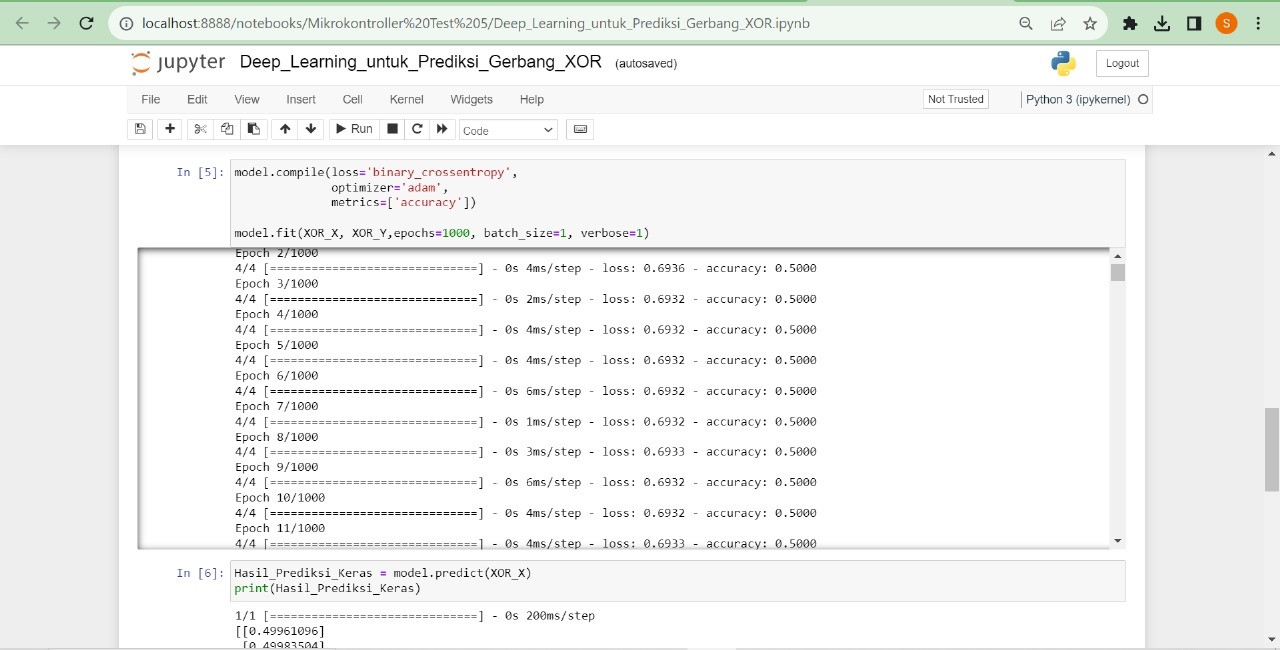 localhost:8888/notebooks/Mikrokontroller%20Test%205/Deep_Learning_untuk_Prediksi_Gerbang_XOR.ipynb
S
jupyter Deep_Learning_untuk_Prediksi_Gerbang_XOR (autosaved)
Logout
File Edit View Insert Cell Kernel Widgets Help
Not Trusted
Python 3 (ipykernel)
Run
Code
In [5]: model.compile(loss='binary_crossentropy',
optimizer='adam',
metrics=['accuracy'])
model.fit(XOR_X, XOR_Y,epochs=1000, batch_size=1, verbose=1)
Epoch 2/1000
4/4 [==============================] - 0s 4ms/step - loss: 0.6936 - accuracy: 0.5000
Epoch 3/1000
4/4 [==============================] - 0s 2ms/step - loss: 0.6932 - accuracy: 0.5000
Epoch 4/1000
4/4 [==============================] - 0s 4ms/step - loss: 0.6932 - accuracy: 0.5000
Epoch 5/1000
4/4 [==============================] - 0s 4ms/step - loss: 0.6932 - accuracy: 0.5000
Epoch 6/1000
4/4 [==============================] - 0s 6ms/step - loss: 0.6932 - accuracy: 0.5000
Epoch 7/1000
4/4 [==============================] - 0s 1ms/step - loss: 0.6932 - accuracy: 0.5000
Epoch 8/1000
4/4 [==============================] - 0s 3ms/step - loss: 0.6933 - accuracy: 0.5000
Epoch 9/1000
4/4 [==============================] - 0s 6ms/step - loss: 0.6932 - accuracy: 0.5000
Epoch 10/1000
4/4 [==============================] - 0s 4ms/step - loss: 0.6932 - accuracy: 0.5000
Epoch 11/1000
4/4 [==============================] - 0s 4ms/step - loss: 0.6933 - accuracy: 0.5000
In [6]: Hasil_Prediksi_Keras = model.predict(XOR_X)
print(Hasil_Prediksi_Keras)
1/1 [==============================] - 0s 200ms/step
[[0.49961096]
[0.49983504]